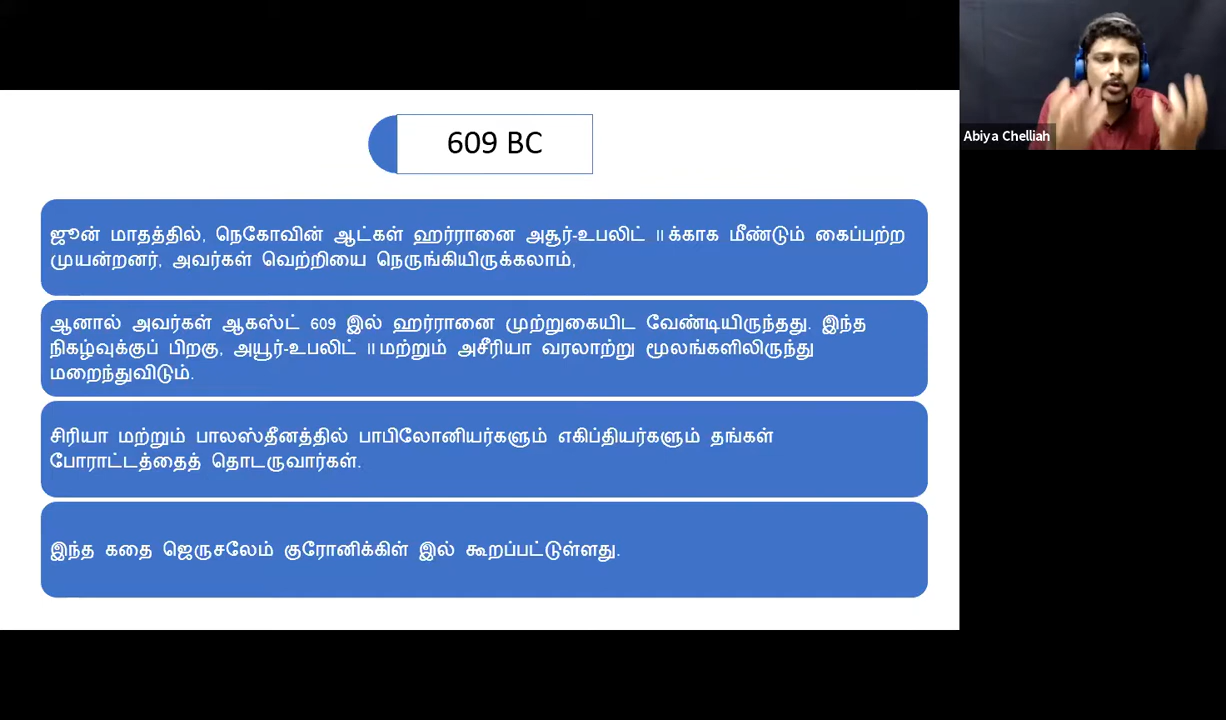 609 BC
Abiya Chelliah
ஜூன் மாதத்தில், நெகோவின் ஆட்கள் ஹர்ரானை அசூர்-உபலிட் II க்காக மீண்டும் கைப்பற்ற
முயன்றனர், அவர்கள் வெற்றியை நெருங்கியிருக்கலாம்,
ஆனால் அவர்கள் ஆகஸ்ட் 609 இல் ஹர்ரானை முற்றுகையிட வேண்டியிருந்தது. இந்த
நிகழ்வுக்குப் பிறகு, அயூர்-உபலிட் II மற்றும் அசீரியா வரலாற்று மூலங்களிலிருந்து
மறைந்துவிடும்.
சிரியா மற்றும் பாலஸ்தீனத்தில் பாபிலோனியர்களும் எகிப்தியர்களும் தங்கள்
போராட்டத்தைத் தொடருவார்கள்.
இந்த கதை ஜெருசலேம் குரோனிக்கிள் இல் கூறப்பட்டுள்ளது.